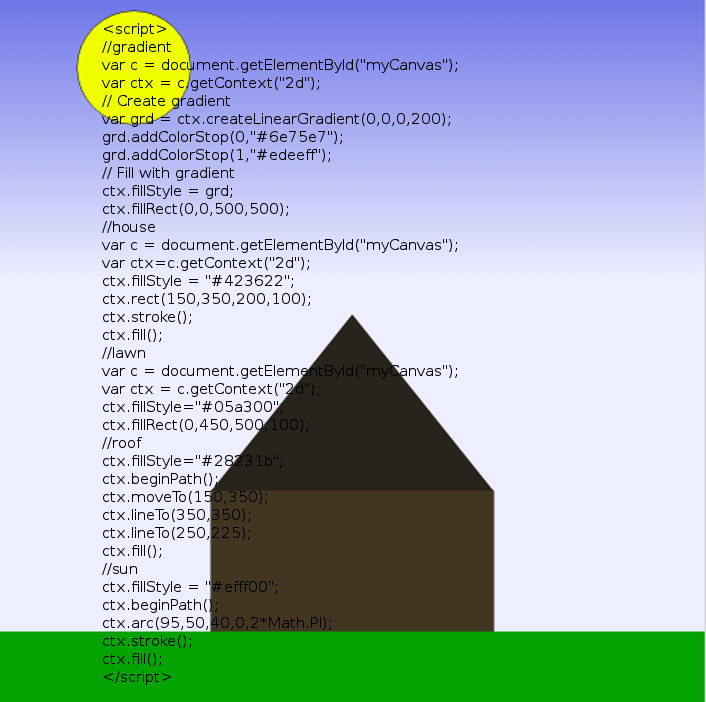 <script>
//gradient
var c = document.getElementById("myCanvas");
var ctx = c.getContext("2d");
// Create gradient
var grd = ctx.createLinearGradient(0,0,0,200);
grd.addColorStop(0,"#6e75e7");
grd.addColorStop(1,"#edeeff");
// Fill with gradient
ctx.fillStyle = grd;
ctx.fillRect(0,0,500,500);
//house
var c = document.getElementById("myCanvas");
var ctx=c.getContext("2d");
ctx.fillStyle = "#423622";
ctx.rect(150,350,200,100);
ctx.stroke();
ctx.fill();
//lawn
var c = document.getElementById("myCanvas");
var ctx = c.getContext("2d");
ctx.fillStyle="#05a300";
ctx.fillRect(0,450,500,100);
//roof
ctx.fillStyle="#28231b";
ctx.beginPath();
ctx.moveTo(150,350);
ctx.lineTo(350,350);
ctx.lineTo(250,225);
ctx.fill();
//sun
ctx.fillStyle = "#efff00";
ctx.beginPath();
ctx.arc(95,50,40,0,2*Math.PI);
ctx.stroke();
ctx.fill();
</script>